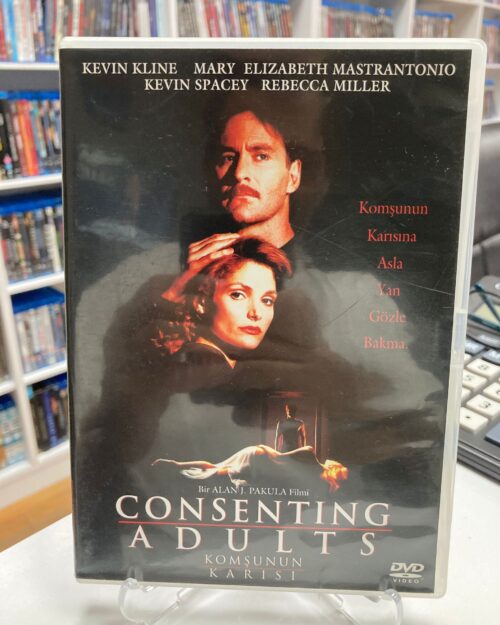 KEVIN KLINE MARY ELIZABETH MASTRANTONIO
KEVIN SPACEY REBECCA MILLER
Komşunun
Karısına
Asla
Yan
Gözle
Bakma.
Bir ALAN J. PAKULA Filmi
CONSENTING
ADULTS
KOMŞUNUN
KARISI
DVD
VIDEO